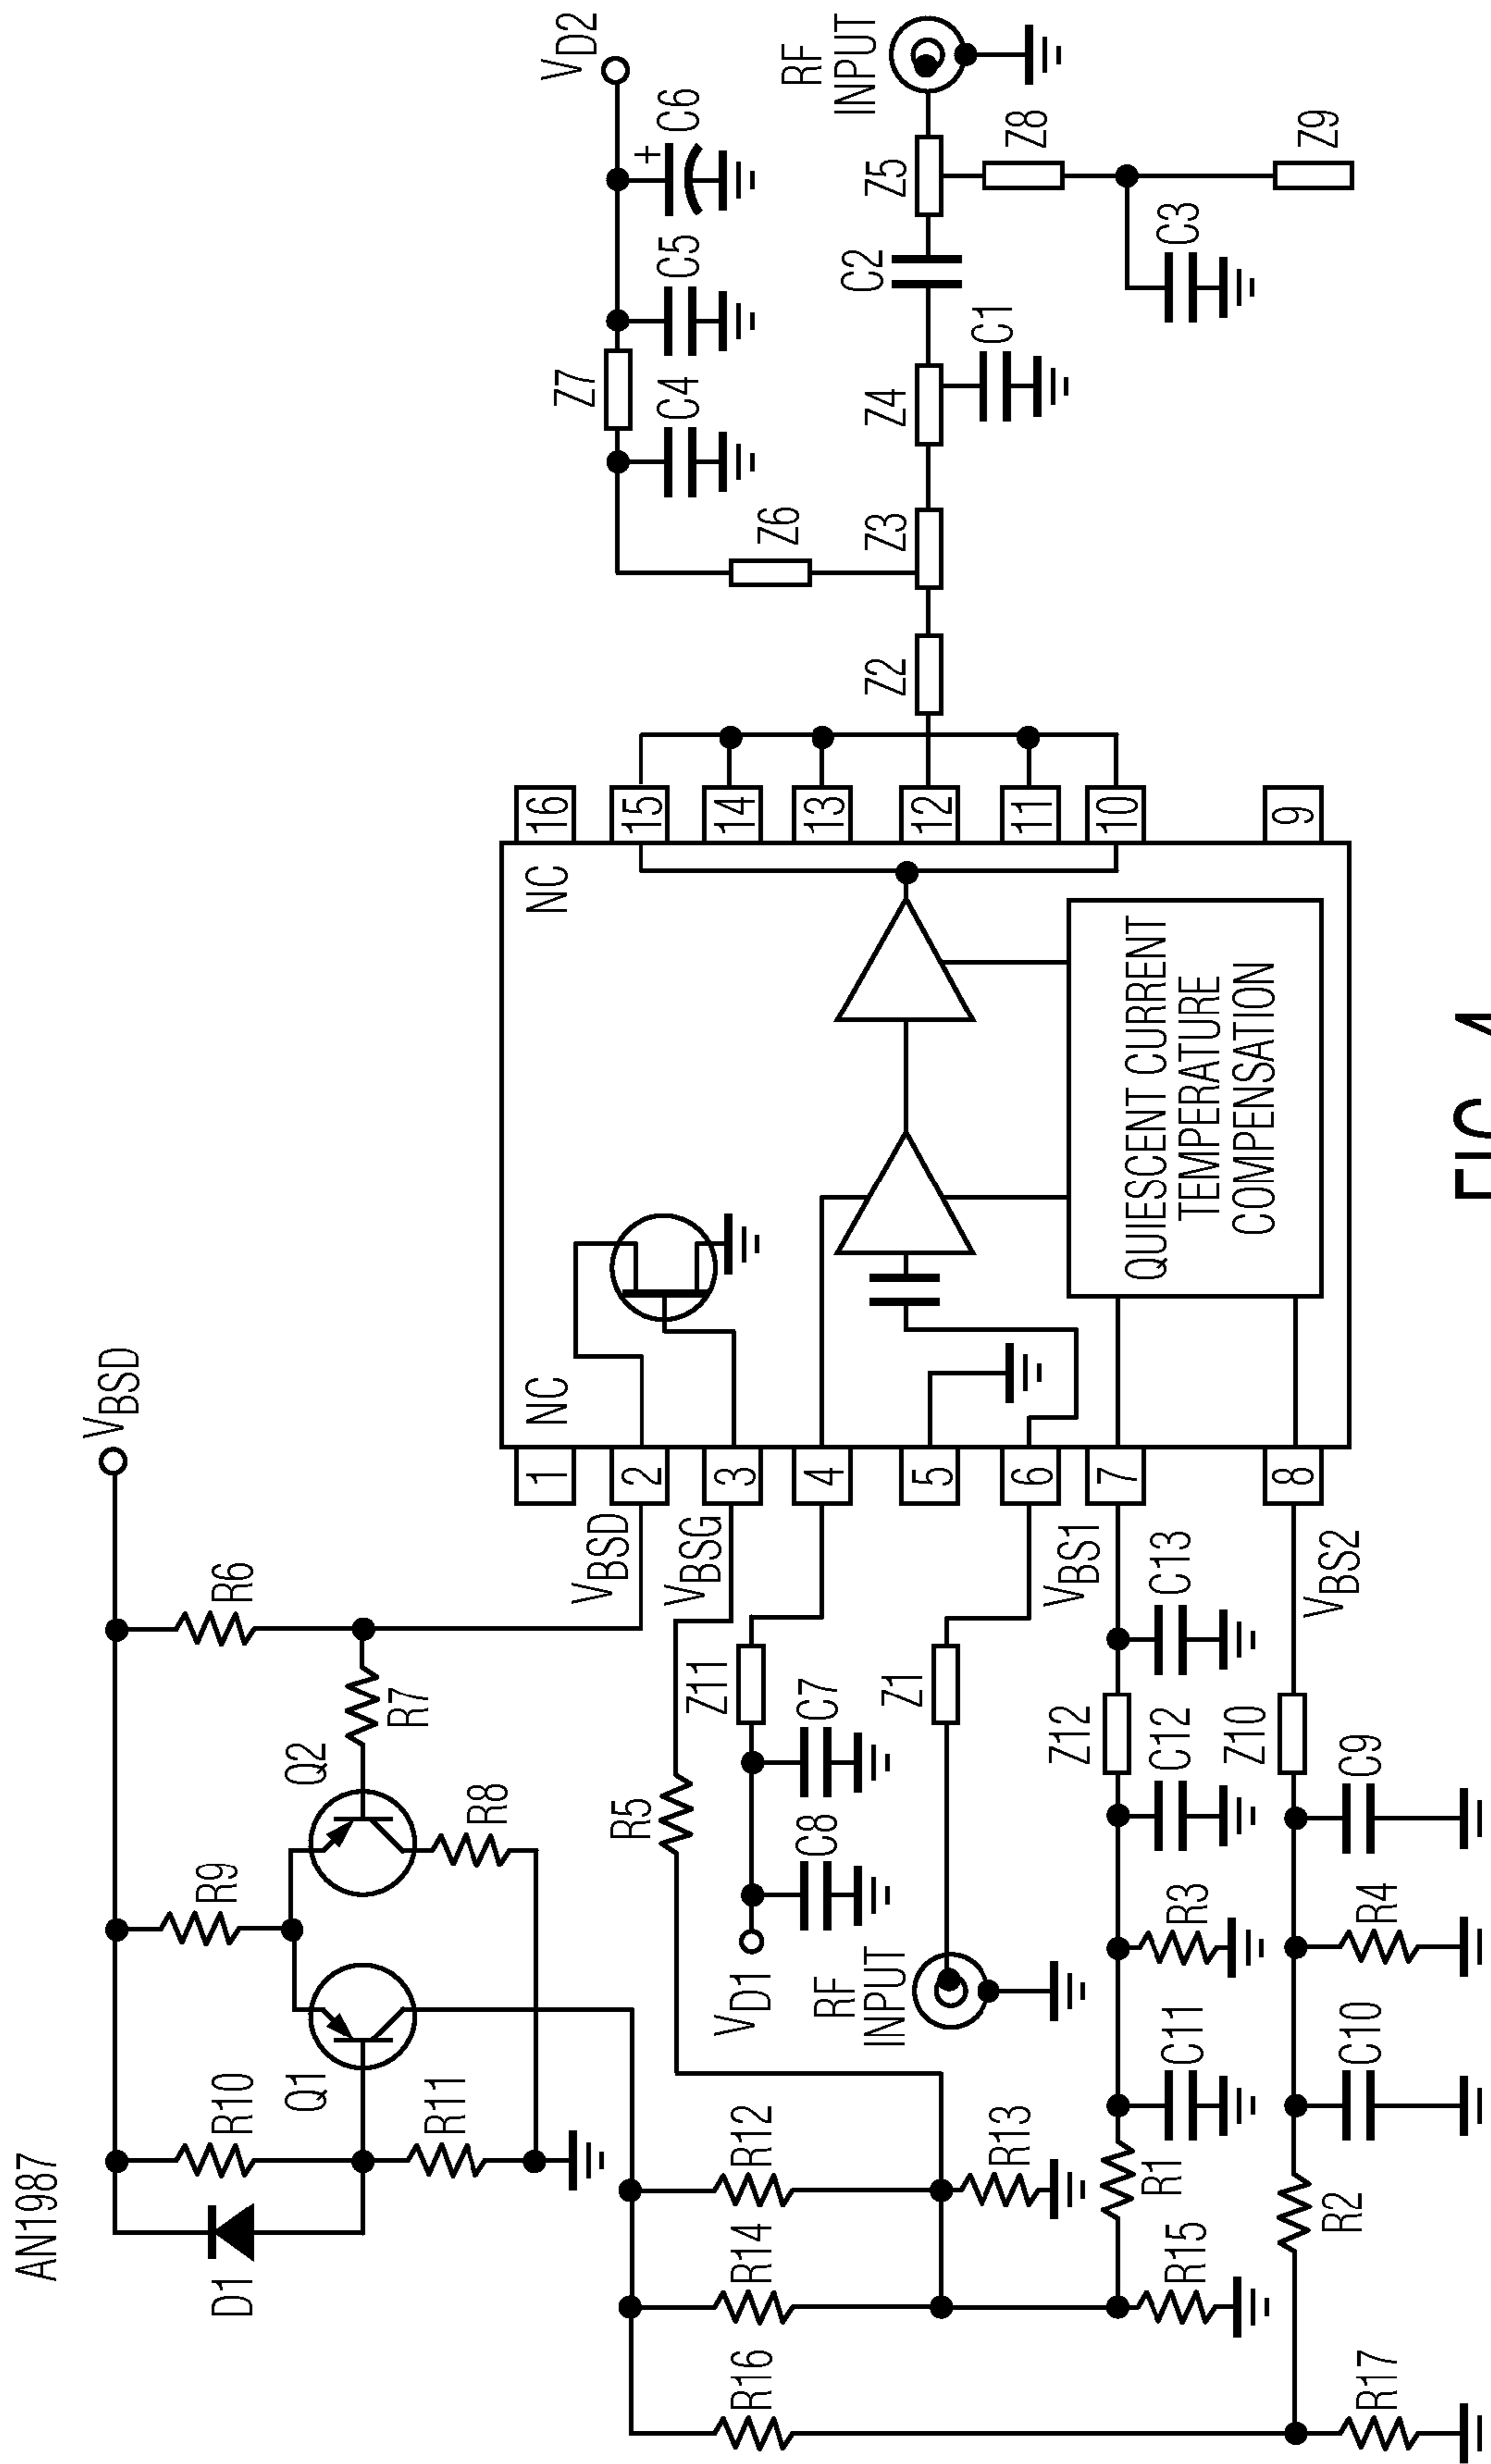 AN1987
VBSD
D1
R10
R9
R6
Q1
Q2
R7
R11
R8
VBSD
VBSG
R5
Z11
VD1
C8
C7
R16
R14
R12
R13
RF
INPUT
Z1
VBS1
Z12
C11
R3
C12
C13
R1
R15
Z10
VBS2
R2
C10
R4
C9
R17
1
2
3
4
5
6
7
8
NC
NC
QUIESCENT CURRENT
TEMPERATURE
COMPENSATION
16
15
14
13
12
11
10
9
VD2
Z7
C4
C5
C6
+
Z6
RF
INPUT
Z2
Z3
Z4
C2
Z5
C1
Z8
C3
Z9
FIG. 4